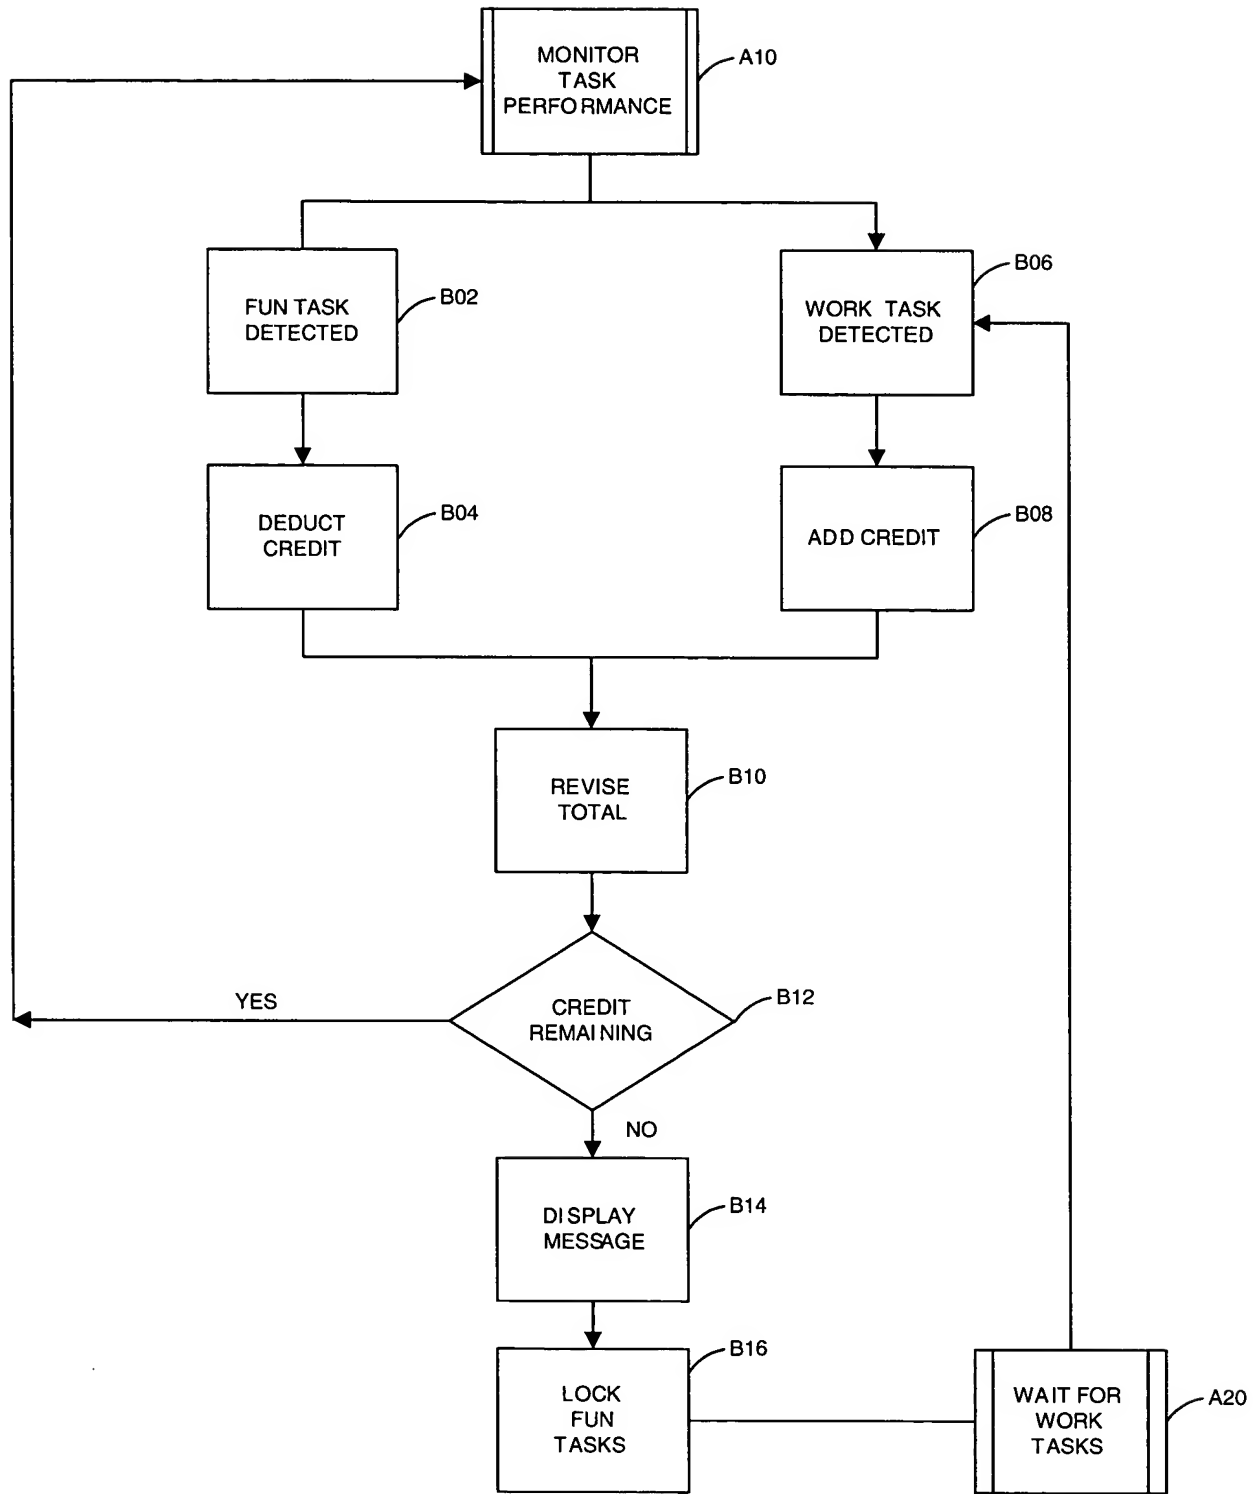 MONITOR
TASK
PERFORMANCE
A10
FUN TASK
DETECTED
B02
WORK TASK
DETECTED
B06
DEDUCT
CREDIT
B04
ADD CREDIT
B08
REVISE
TOTAL
B10
YES
CREDIT
REMAINING
B12
NO
DISPLAY
MESSAGE
B14
LOCK
FUN
TASKS
B16
WAIT FOR
WORK
TASKS
A20